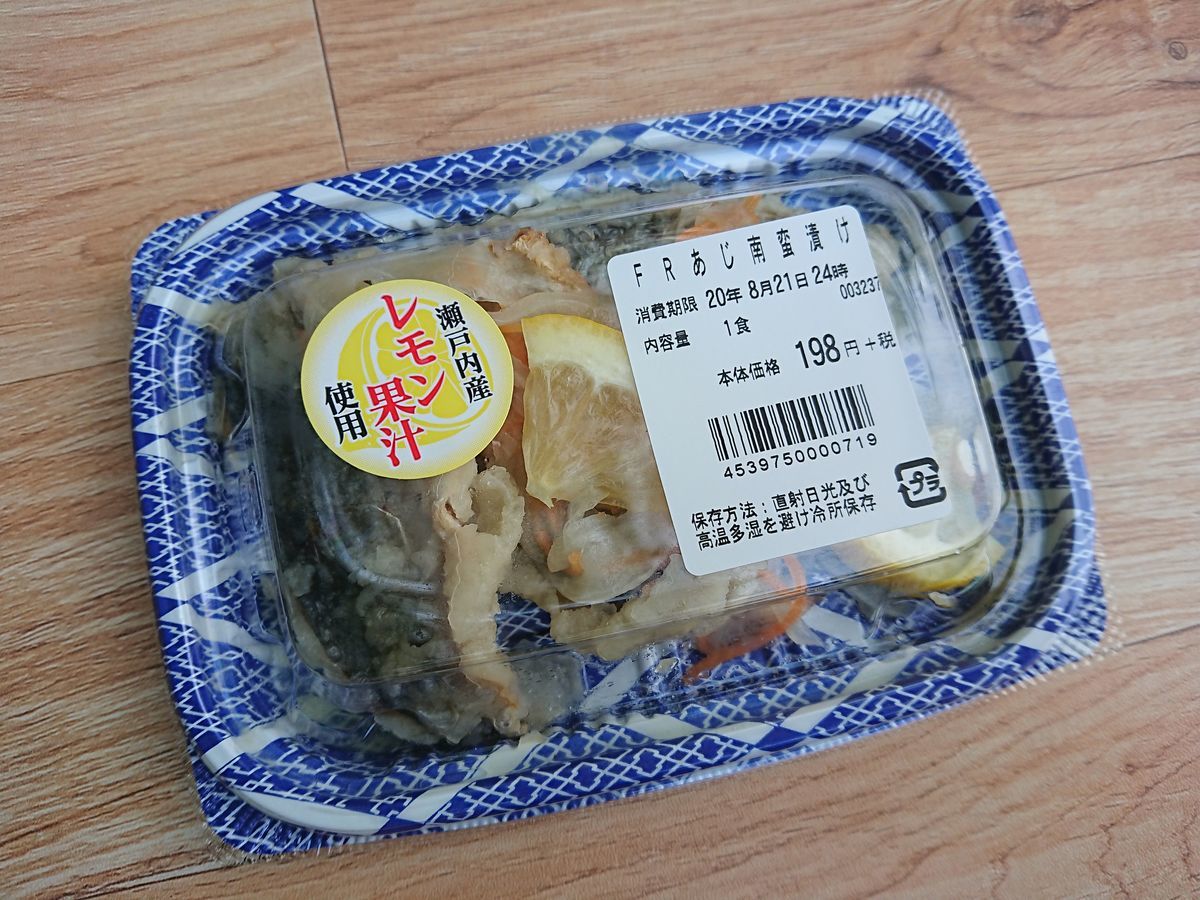 瀬戸内産
レモン
果汁
使用
FRあじ南蛮漬け
消費期限 20年 8月21日 24時
003237
内容量 1食
本体価格 198円+税
4539750000719
プラ
保存方法：直射日光及び
高温多湿を避け冷所保存